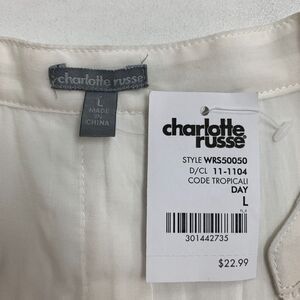 charlotte russe
L
MADE
IN
CHINA
charlotte
russe
STYLE WRS50050
D/CL 11-1104
CODE TROPICALI
DAY
L
301442735
$22.99